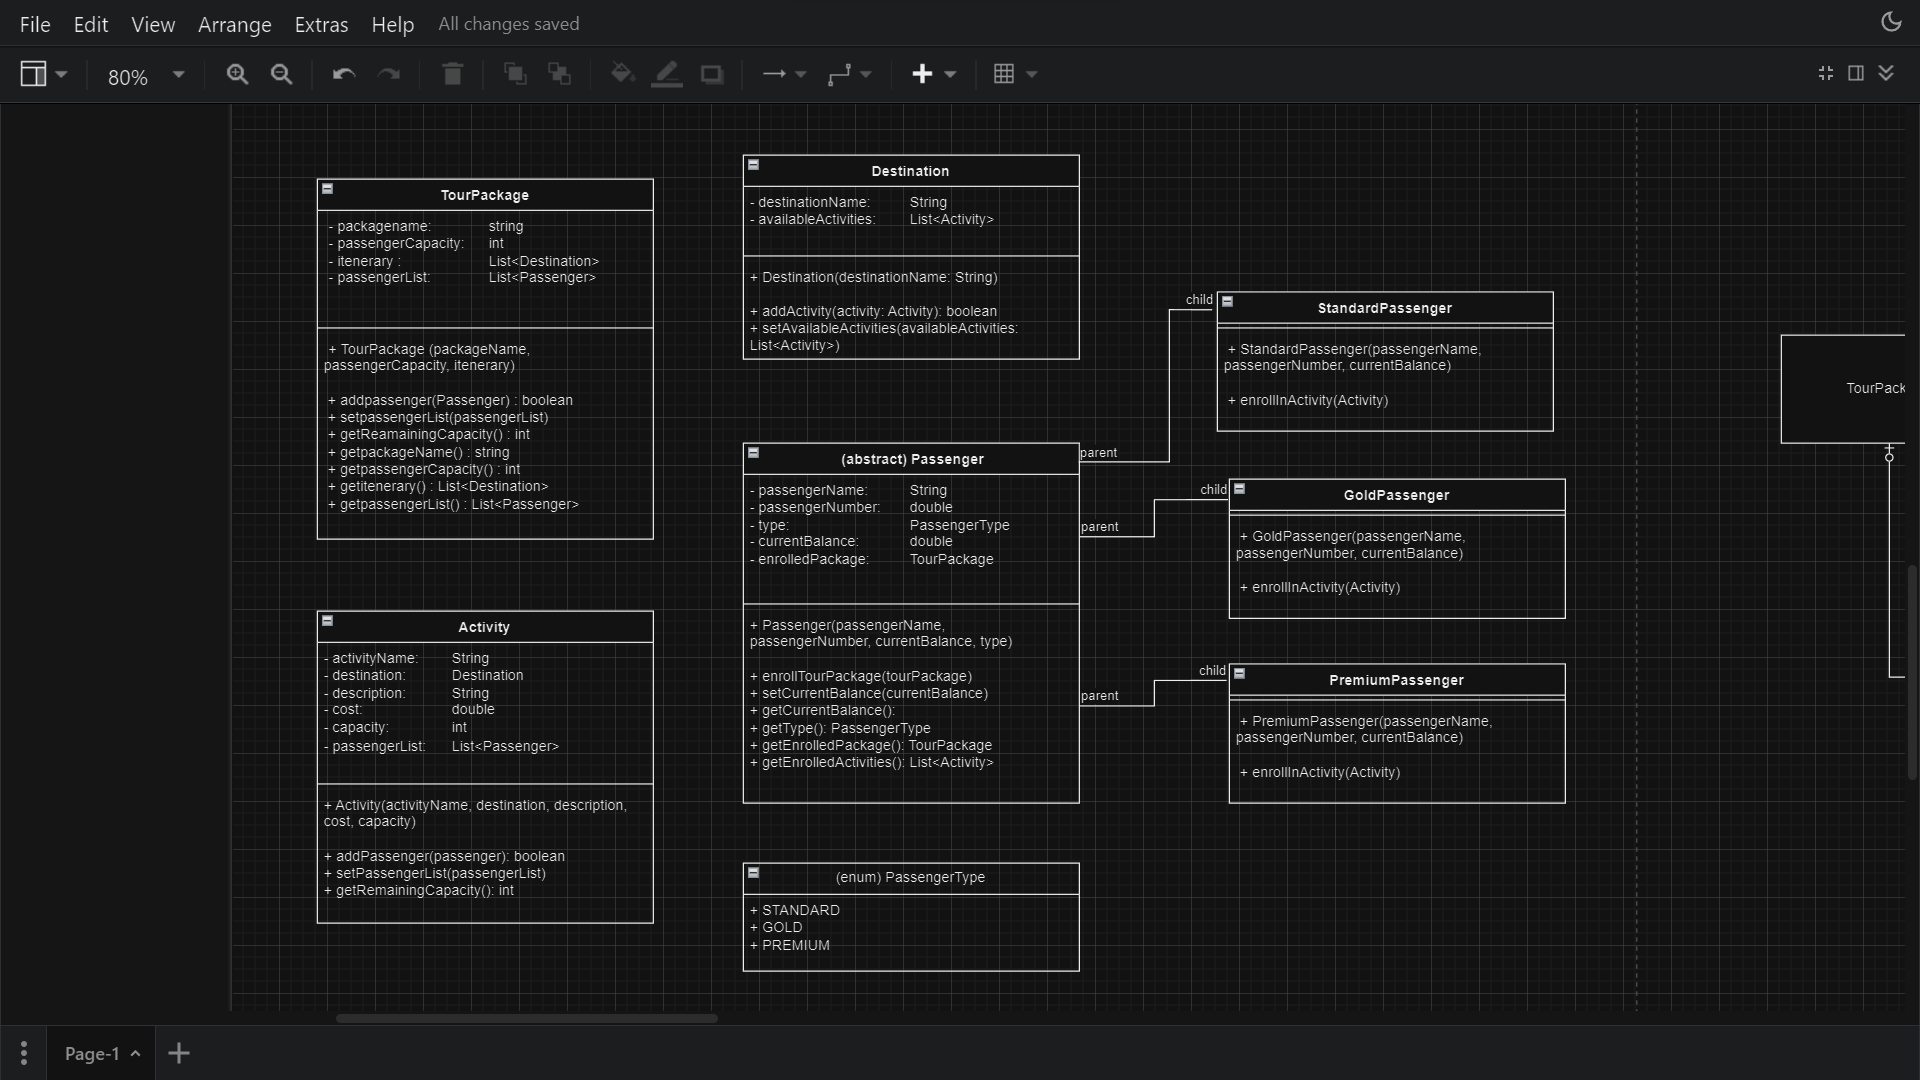 File Edit View Arrange Extras Help All changes saved
80%
TourPackage
- packagename: string
- passengerCapacity: int
- itenerary : List<Destination>
- passengerList: List<Passenger>
+ TourPackage (packageName,
passengerCapacity, itenerary)
+ addpassenger(Passenger) : boolean
+ setpassengerList(passengerList)
+ getReamainingCapacity() : int
+ getpackageName() : string
+ getpassengerCapacity() : int
+ getitenerary() : List<Destination>
+ getpassengerList() : List<Passenger>
Activity
- activityName: String
- destination: Destination
- description: String
- cost: double
- capacity: int
- passengerList: List<Passenger>
+ Activity(activityName, destination, description,
cost, capacity)
+ addPassenger(passenger): boolean
+ setPassengerList(passengerList)
+ getRemainingCapacity(): int
Destination
- destinationName: String
- availableActivities: List<Activity>
+ Destination(destinationName: String)
+ addActivity(activity: Activity): boolean
+ setAvailableActivities(availableActivities:
List<Activity>)
(abstract) Passenger
- passengerName: String
- passengerNumber: double
- type: PassengerType
- currentBalance: double
- enrolledPackage: TourPackage
+ Passenger(passengerName,
passengerNumber, currentBalance, type)
+ enrollTourPackage(tourPackage)
+ setCurrentBalance(currentBalance)
+ getCurrentBalance():
+ getType(): PassengerType
+ getEnrolledPackage(): TourPackage
+ getEnrolledActivities(): List<Activity>
(enum) PassengerType
+ STANDARD
+ GOLD
+ PREMIUM
parent
child
parent
child
parent
child
StandardPassenger
+ StandardPassenger(passengerName,
passengerNumber, currentBalance)
+ enrollInActivity(Activity)
GoldPassenger
+ GoldPassenger(passengerName,
passengerNumber, currentBalance)
+ enrollInActivity(Activity)
PremiumPassenger
+ PremiumPassenger(passengerName,
passengerNumber, currentBalance)
+ enrollInActivity(Activity)
TourPack
Page-1